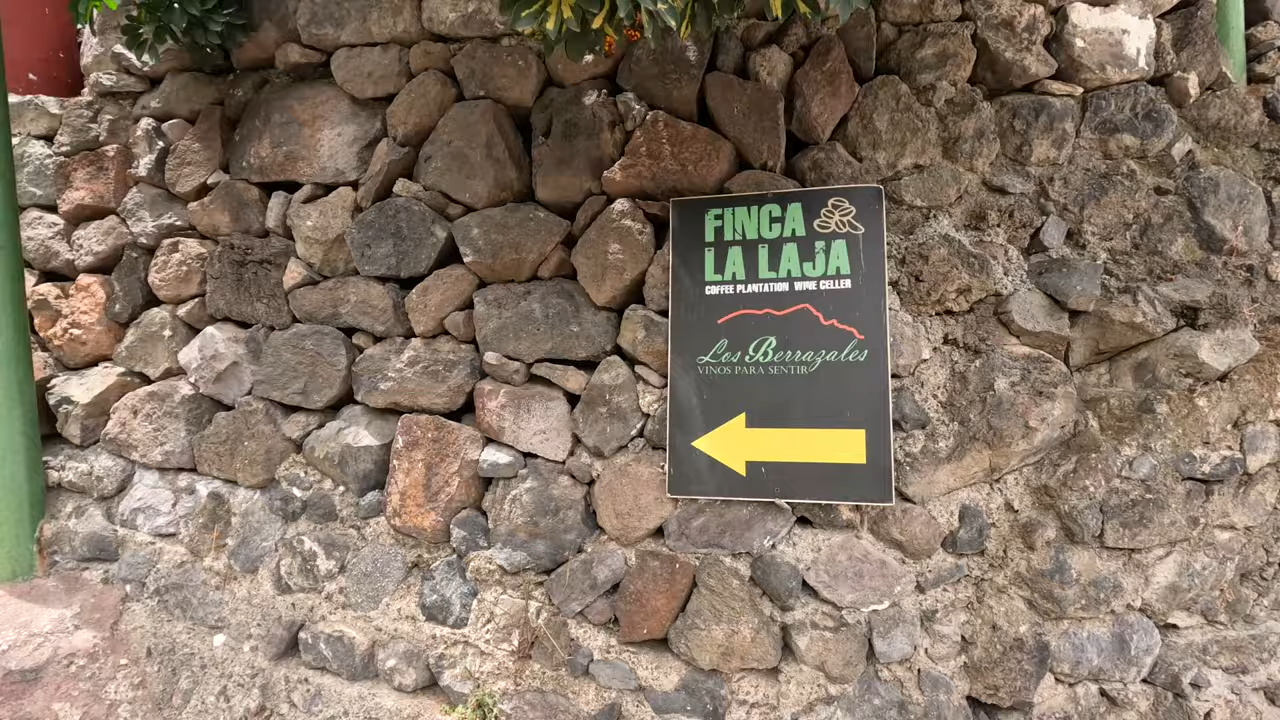 FINCA
LA LAJA
COFFEE PLANTATION WINE CELLER
Los Berrazales
VINOS PARA SENTIR